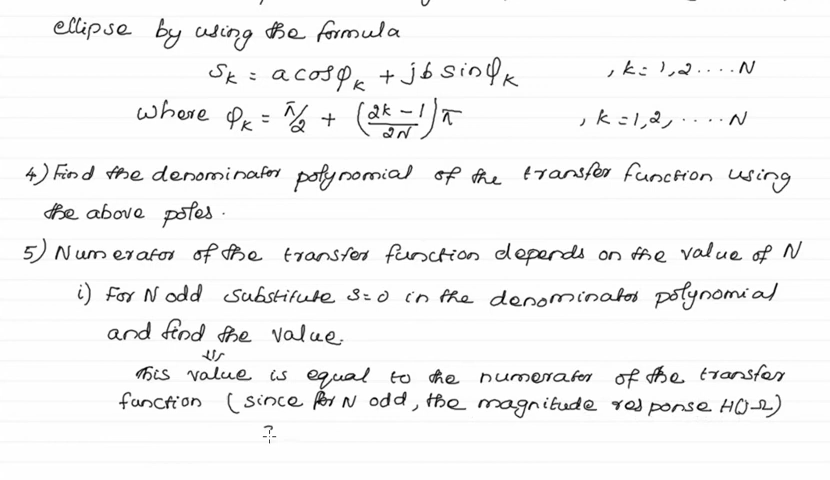 ellipse by using the formula
Sk = a cosφk + jb sinφk , k = 1, 2 .... N
where φk = π/2 + ((2k - 1)/2N)π , k = 1, 2, ..... N
4) Find the denominator polynomial of the transfer function using
the above poles.
5) Numerator of the transfer function depends on the value of N
i) For N odd substitute s=0 in the denominator polynomial
and find the value.
⇓
This value is equal to the numerator of the transfer
function (since for N odd, the magnitude response H(jΩ)